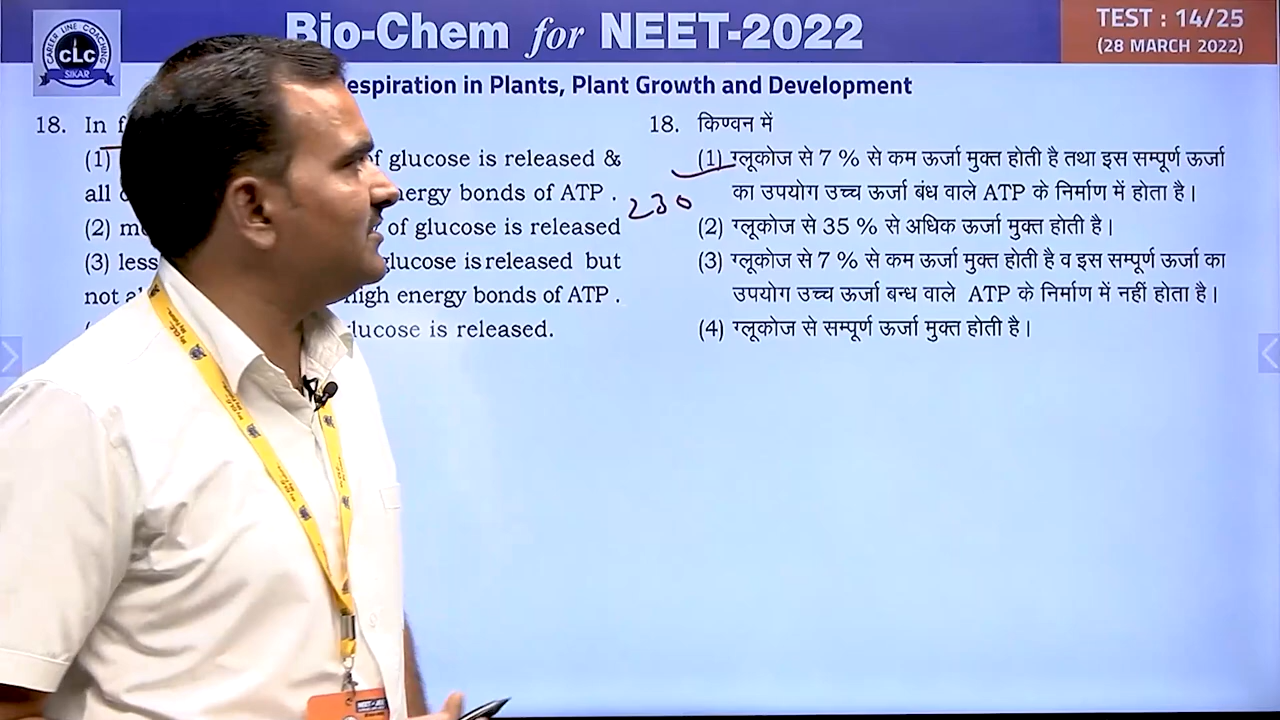 Bio-Chem for NEET-2022
TEST : 14/25
(28 MARCH 2022)
CAREER LINE COACHING
CLC
SIKAR
espiration in Plants, Plant Growth and Development
18. In f
(1) of glucose is released &
all nergy bonds of ATP .
(2) of glucose is released
(3) less glucose is released but
not high energy bonds of ATP .
lucose is released.
230
18. किण्वन में
(1) ग्लूकोज से 7 % से कम ऊर्जा मुक्त होती है तथा इस सम्पूर्ण ऊर्जा
का उपयोग उच्च ऊर्जा बंध वाले ATP के निर्माण में होता है।
(2) ग्लूकोज से 35 % से अधिक ऊर्जा मुक्त होती है।
(3) ग्लूकोज से 7 % से कम ऊर्जा मुक्त होती है व इस सम्पूर्ण ऊर्जा का
उपयोग उच्च ऊर्जा बन्ध वाले ATP के निर्माण में नहीं होता है।
(4) ग्लूकोज से सम्पूर्ण ऊर्जा मुक्त होती है।